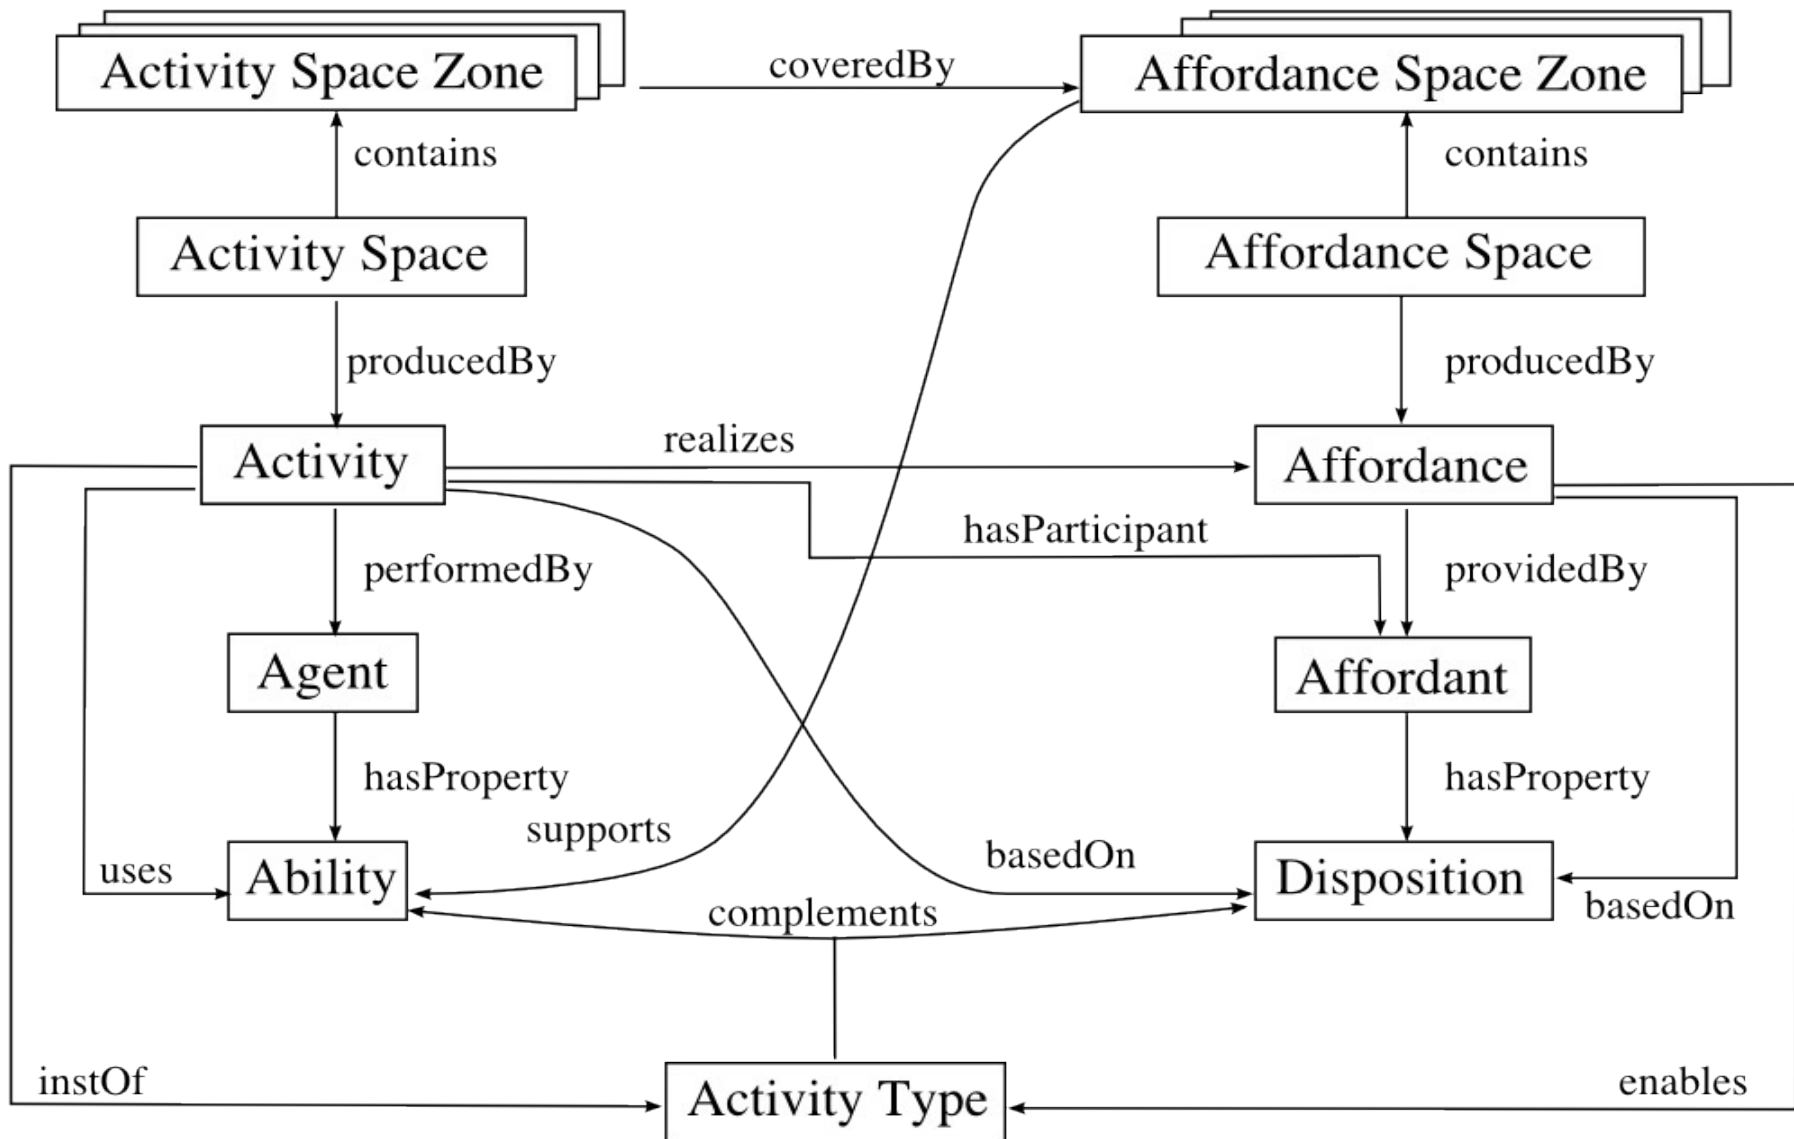 Activity Space Zone
coveredBy
Affordance Space Zone
contains
contains
Activity Space
Affordance Space
producedBy
producedBy
Activity
realizes
Affordance
hasParticipant
performedBy
providedBy
Agent
Affordant
hasProperty
hasProperty
supports
basedOn
uses
Ability
Disposition
complements
basedOn
instOf
Activity Type
enables